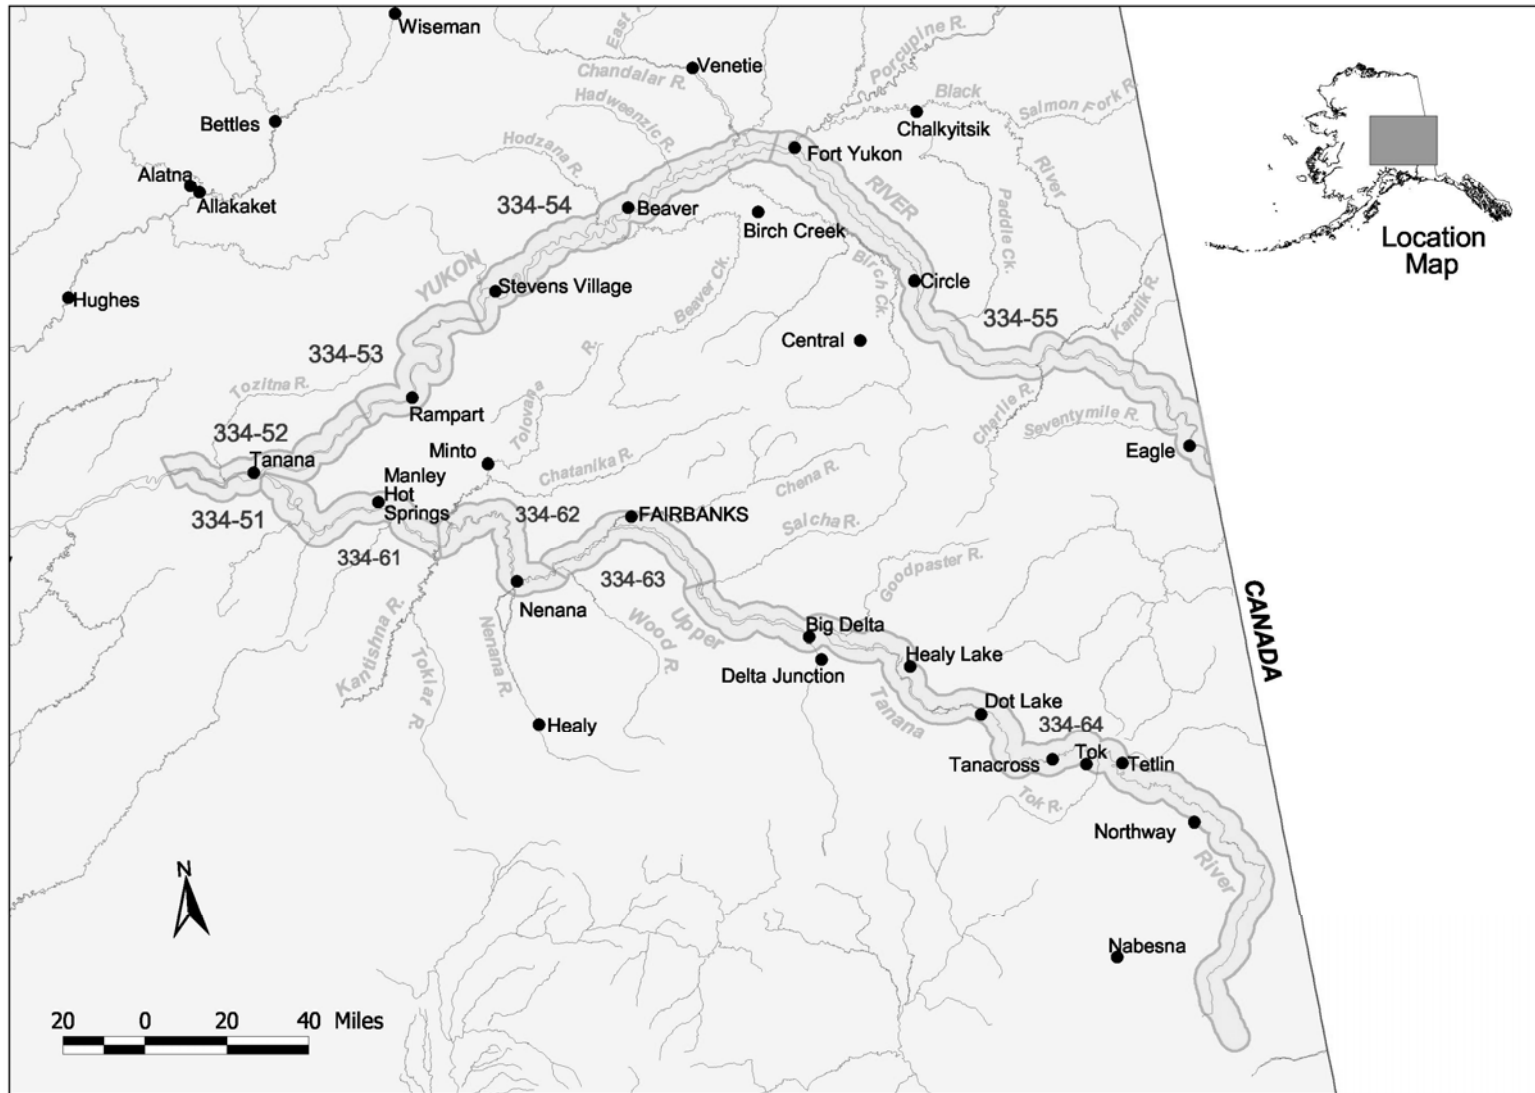 Wiseman
East
Venetie
Chandalar R.
Porcupine R.
Hadweenzic R.
Black
Salmon Fork R.
Bettles
Chalkyitsik
Hodzana R.
Fort Yukon
River
Alatna
Allakaket
334-54
Beaver
RIVER
Paddle Ck.
Birch Creek
Location
Map
YUKON
Stevens Village
Beaver Ck.
Birch Ck.
Circle
Hughes
334-55
Kandik R.
Central
334-53
R.
Tozitna R.
Rampart
Tolovana
Charlie R.
Seventymile R.
334-52
Tanana
Minto
Chatanika R.
Eagle
Manley
Hot
Springs
Chena R.
334-51
334-62
FAIRBANKS
Salcha R.
334-61
334-63
Goodpaster R.
CANADA
Nenana
Kantishna R.
Toklat R.
Nenana R.
Wood R.
Upper
Big Delta
Delta Junction
Healy Lake
Tanana
Dot Lake
Healy
334-64
Tanacross
Tok
Tetlin
Tok R.
Northway
River
N
Nabesna
20 0 20 40 Miles